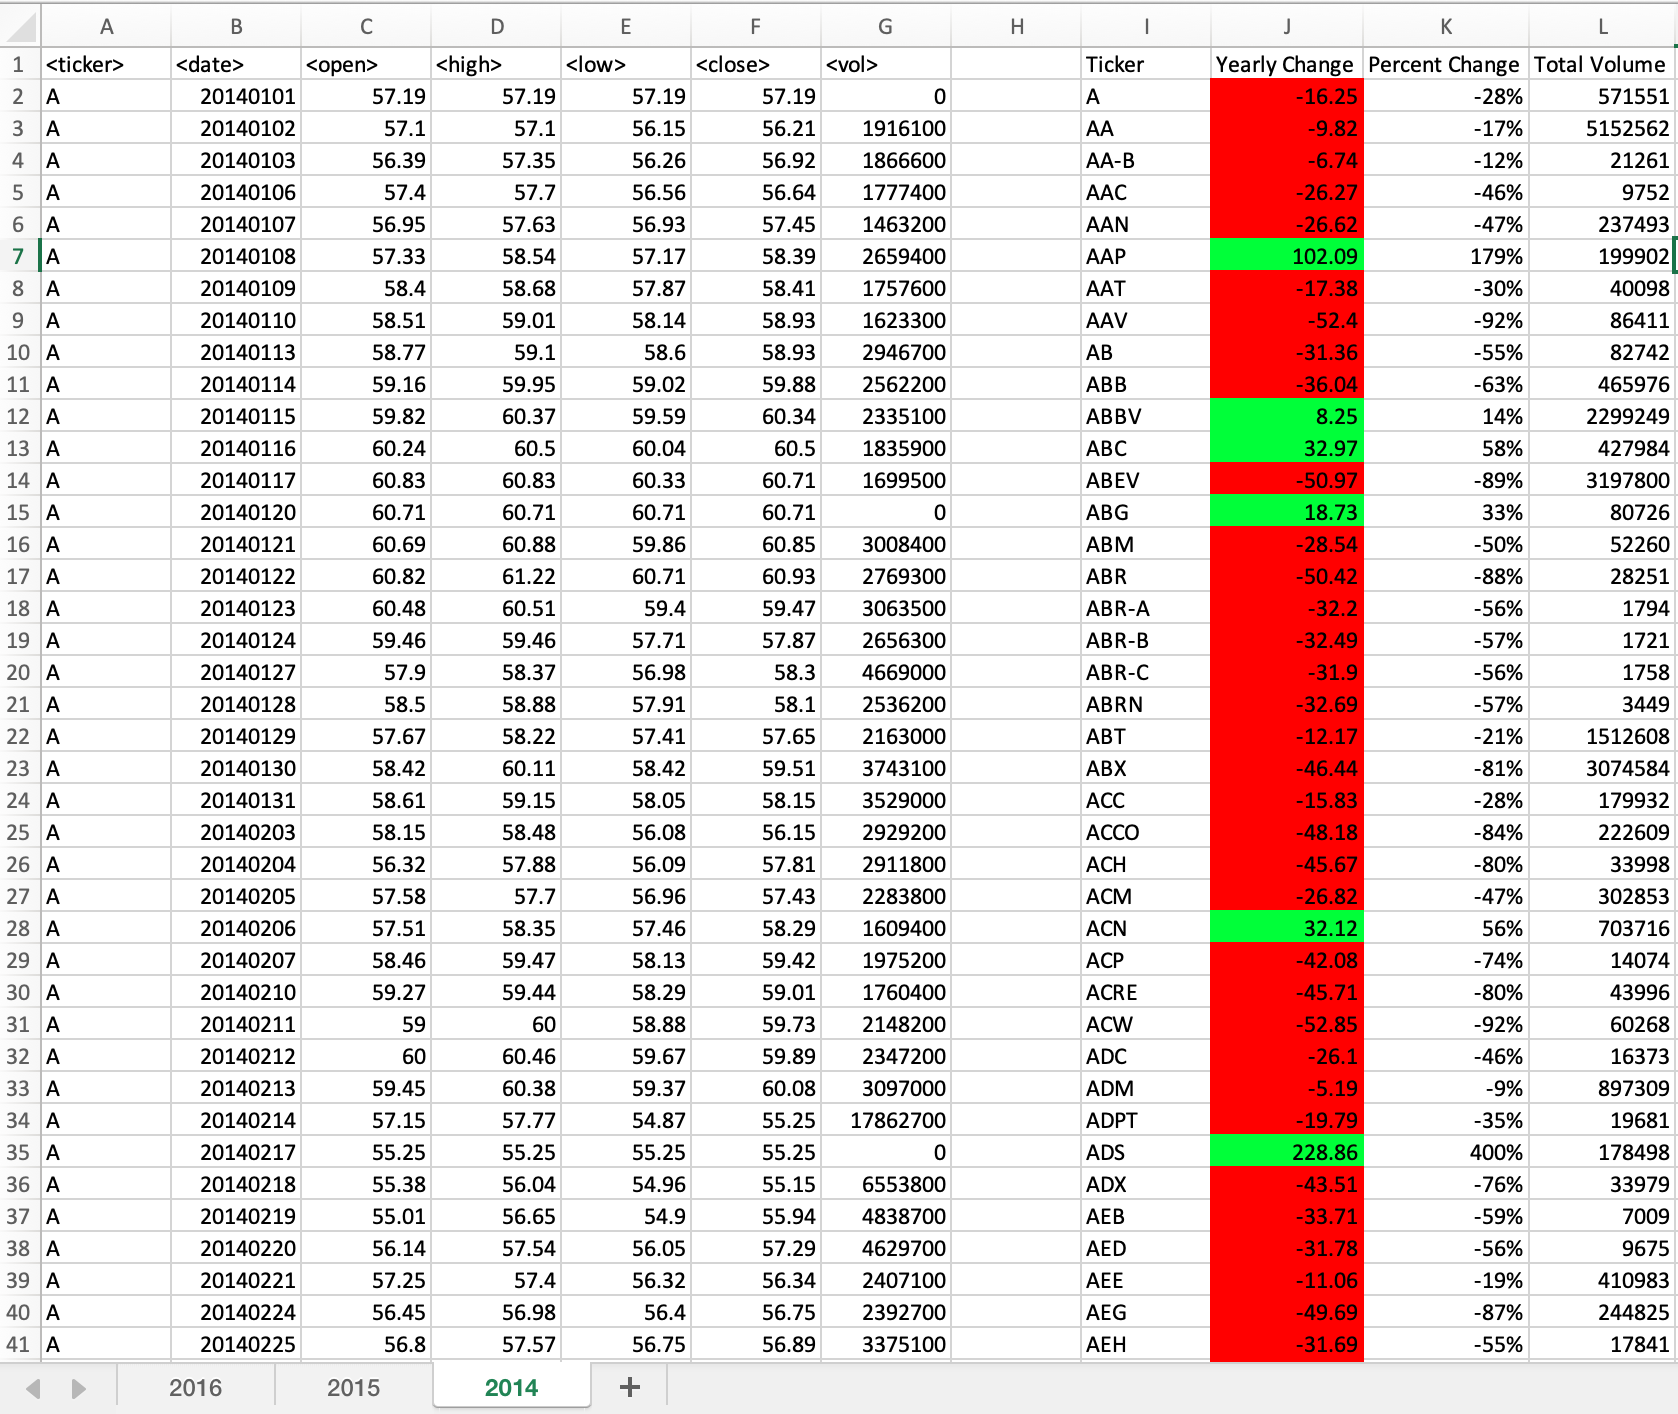 A B C D E F G H I J K L
1 <ticker> <date> <open> <high> <low> <close> <vol> Ticker Yearly Change Percent Change Total Volume
2 A 20140101 57.19 57.19 57.19 57.19 0 A -16.25 -28% 571551
3 A 20140102 57.1 57.1 56.15 56.21 1916100 AA -9.82 -17% 5152562
4 A 20140103 56.39 57.35 56.26 56.92 1866600 AA-B -6.74 -12% 21261
5 A 20140106 57.4 57.7 56.56 56.64 1777400 AAC -26.27 -46% 9752
6 A 20140107 56.95 57.63 56.93 57.45 1463200 AAN -26.62 -47% 237493
7 A 20140108 57.33 58.54 57.17 58.39 2659400 AAP 102.09 179% 199902
8 A 20140109 58.4 58.68 57.87 58.41 1757600 AAT -17.38 -30% 40098
9 A 20140110 58.51 59.01 58.14 58.93 1623300 AAV -52.4 -92% 86411
10 A 20140113 58.77 59.1 58.6 58.93 2946700 AB -31.36 -55% 82742
11 A 20140114 59.16 59.95 59.02 59.88 2562200 ABB -36.04 -63% 465976
12 A 20140115 59.82 60.37 59.59 60.34 2335100 ABBV 8.25 14% 2299249
13 A 20140116 60.24 60.5 60.04 60.5 1835900 ABC 32.97 58% 427984
14 A 20140117 60.83 60.83 60.33 60.71 1699500 ABEV -50.97 -89% 3197800
15 A 20140120 60.71 60.71 60.71 60.71 0 ABG 18.73 33% 80726
16 A 20140121 60.69 60.88 59.86 60.85 3008400 ABM -28.54 -50% 52260
17 A 20140122 60.82 61.22 60.71 60.93 2769300 ABR -50.42 -88% 28251
18 A 20140123 60.48 60.51 59.4 59.47 3063500 ABR-A -32.2 -56% 1794
19 A 20140124 59.46 59.46 57.71 57.87 2656300 ABR-B -32.49 -57% 1721
20 A 20140127 57.9 58.37 56.98 58.3 4669000 ABR-C -31.9 -56% 1758
21 A 20140128 58.5 58.88 57.91 58.1 2536200 ABRN -32.69 -57% 3449
22 A 20140129 57.67 58.22 57.41 57.65 2163000 ABT -12.17 -21% 1512608
23 A 20140130 58.42 60.11 58.42 59.51 3743100 ABX -46.44 -81% 3074584
24 A 20140131 58.61 59.15 58.05 58.15 3529000 ACC -15.83 -28% 179932
25 A 20140203 58.15 58.48 56.08 56.15 2929200 ACCO -48.18 -84% 222609
26 A 20140204 56.32 57.88 56.09 57.81 2911800 ACH -45.67 -80% 33998
27 A 20140205 57.58 57.7 56.96 57.43 2283800 ACM -26.82 -47% 302853
28 A 20140206 57.51 58.35 57.46 58.29 1609400 ACN 32.12 56% 703716
29 A 20140207 58.46 59.47 58.13 59.42 1975200 ACP -42.08 -74% 14074
30 A 20140210 59.27 59.44 58.29 59.01 1760400 ACRE -45.71 -80% 43996
31 A 20140211 59 60 58.88 59.73 2148200 ACW -52.85 -92% 60268
32 A 20140212 60 60.46 59.67 59.89 2347200 ADC -26.1 -46% 16373
33 A 20140213 59.45 60.38 59.37 60.08 3097000 ADM -5.19 -9% 897309
34 A 20140214 57.15 57.77 54.87 55.25 17862700 ADPT -19.79 -35% 19681
35 A 20140217 55.25 55.25 55.25 55.25 0 ADS 228.86 400% 178498
36 A 20140218 55.38 56.04 54.96 55.15 6553800 ADX -43.51 -76% 33979
37 A 20140219 55.01 56.65 54.9 55.94 4838700 AEB -33.71 -59% 7009
38 A 20140220 56.14 57.54 56.05 57.29 4629700 AED -31.78 -56% 9675
39 A 20140221 57.25 57.4 56.32 56.34 2407100 AEE -11.06 -19% 410983
40 A 20140224 56.45 56.98 56.4 56.75 2392700 AEG -49.69 -87% 244825
41 A 20140225 56.8 57.57 56.75 56.89 3375100 AEH -31.69 -55% 17841
2016 2015 2014 +